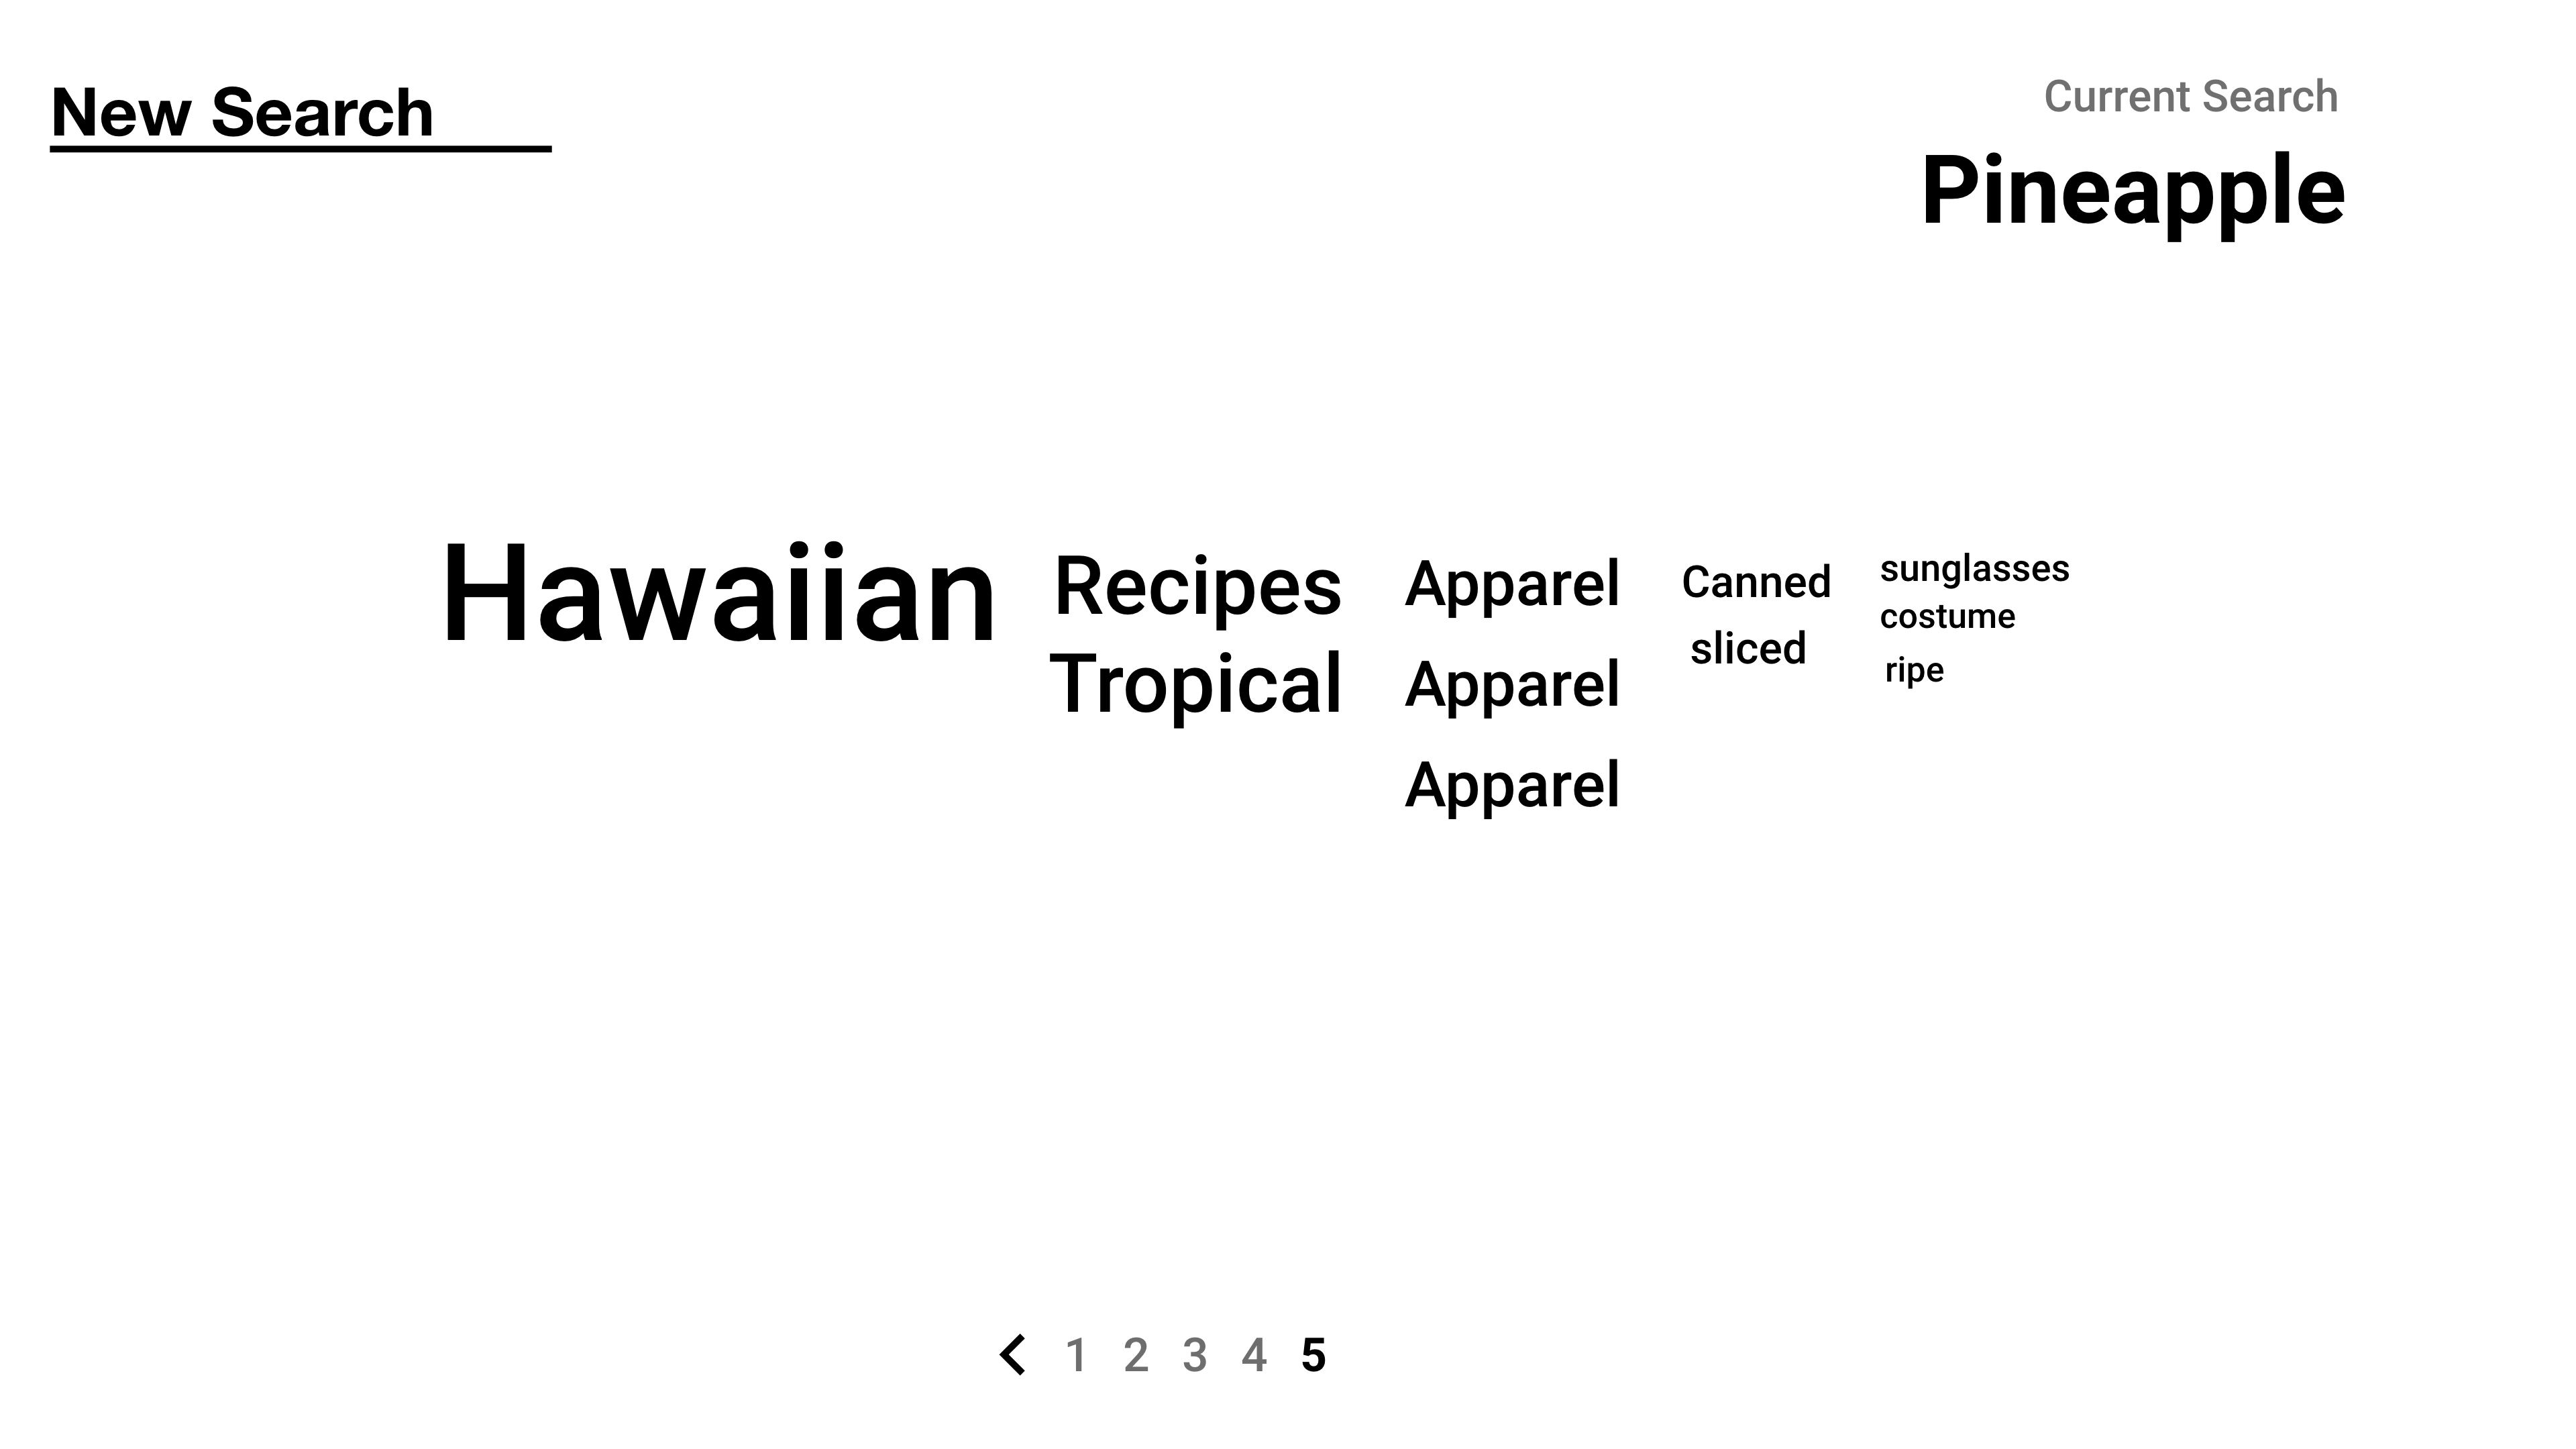 New Search
Current Search
Pineapple
Hawaiian
Recipes
Tropical
Apparel
Apparel
Apparel
Canned
sliced
sunglasses
costume
ripe
1 2 3 4 5